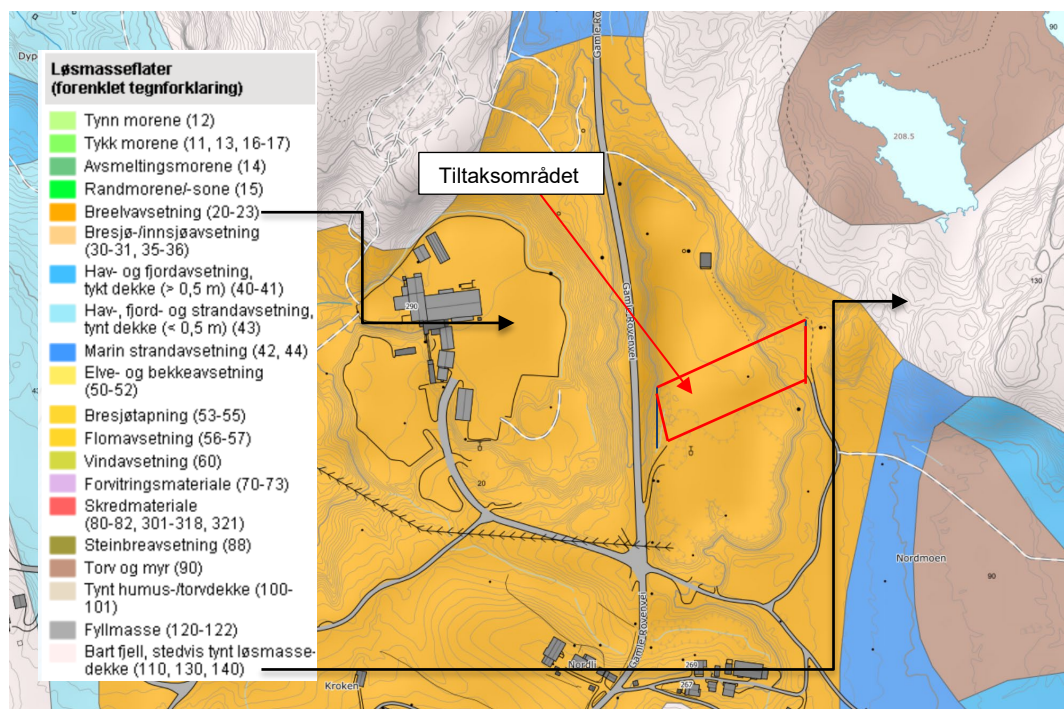 Løsmasseflater
(forenklet tegnforklaring)
Tynn morene (12)
Tykk morene (11, 13, 16-17)
Avsmeltingsmorene (14)
Randmorene/-sone (15)
Breelvavsetning (20-23)
Bresjø-/innsjøavsetning
(30-31, 35-36)
Hav- og fjordavsetning,
tykt dekke (> 0,5 m) (40-41)
Hav-, fjord- og strandavsetning,
tynt dekke (< 0,5 m) (43)
Marin strandavsetning (42, 44)
Elve- og bekkeavsetning
(50-52)
Bresjøtapning (53-55)
Flomavsetning (56-57)
Vindavsetning (60)
Forvitringsmateriale (70-73)
Skredmateriale
(80-82, 301-318, 321)
Steinbreavsetning (88)
Torv og myr (90)
Tynt humus-/torvdekke (100-
101)
Fyllmasse (120-122)
Bart fjell, stedvis tynt løsmasse-
dekke (110, 130, 140)
Tiltaksområdet
Gamle Rovenvei
Gamle Rovenvei
Gamle Rovenvei
208.5
90
130
290
20
Nordmoen
90
Kroken
269
267